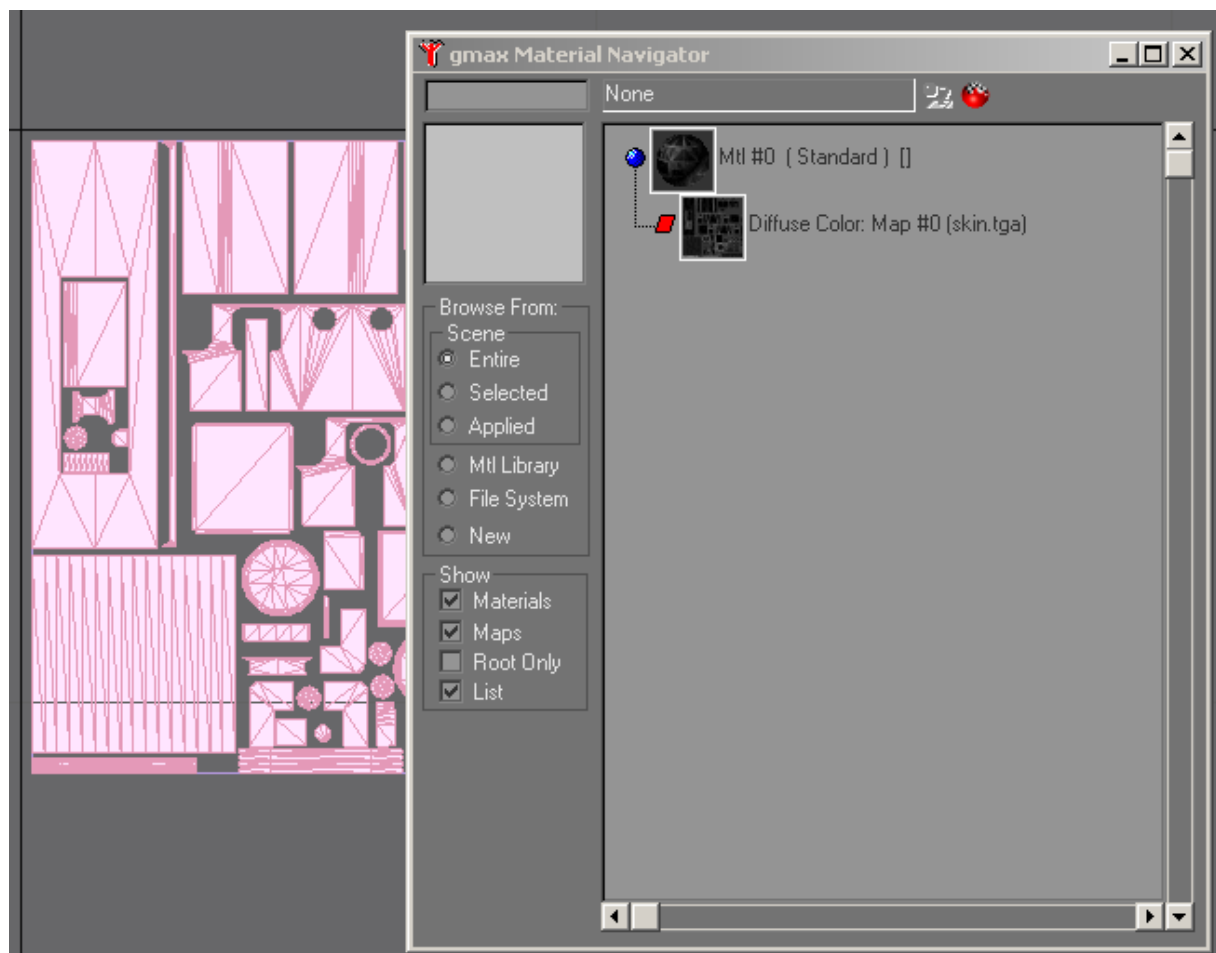 gmax Material Navigator
None
Mtl #0 ( Standard ) []
Diffuse Color: Map #0 (skin.tga)
Browse From:
Scene
Entire
Selected
Applied
Mtl Library
File System
New
Show
Materials
Maps
Root Only
List